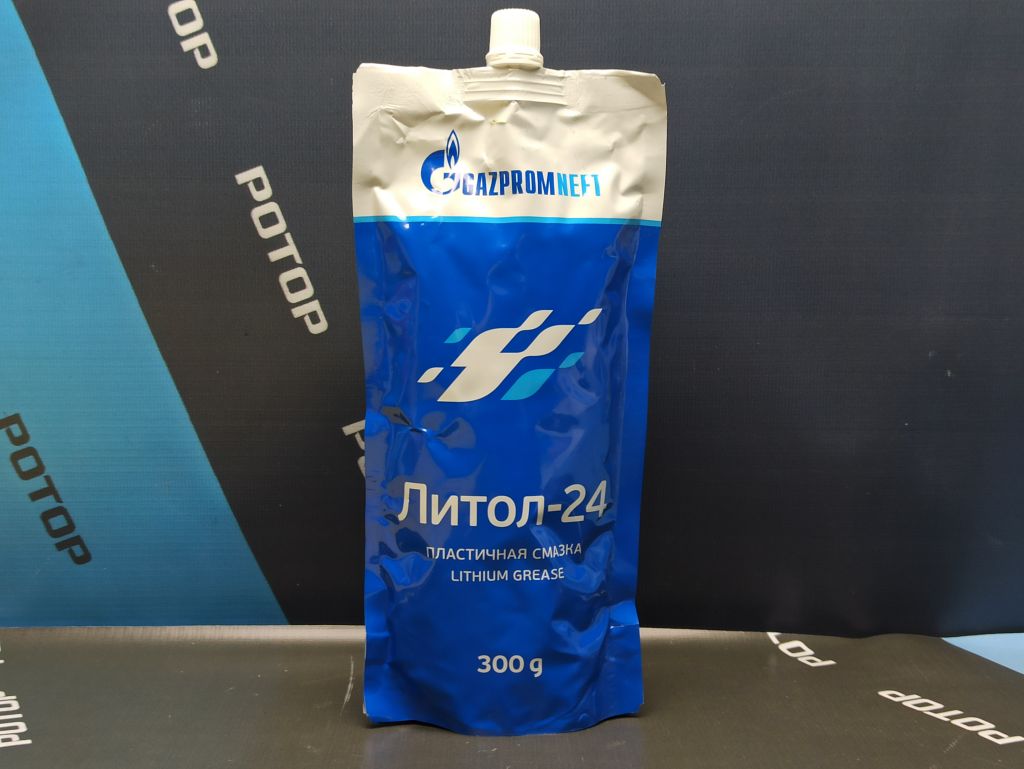 GAZPROMNEFT
Литол-24
ПЛАСТИЧНАЯ СМАЗКА
LITHIUM GREASE
300 g
РОТОР
РОТОР
РОТОР
РОТОР